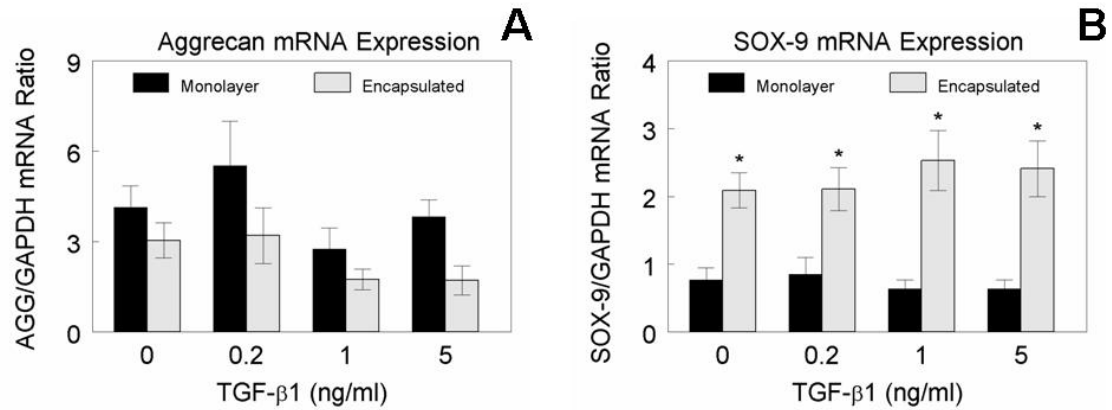 Aggrecan mRNA Expression
A
Monolayer
Encapsulated
AGG/GAPDH mRNA Ratio
9
6
3
0
0
0.2
1
5
TGF-β1 (ng/ml)
SOX-9 mRNA Expression
B
Monolayer
Encapsulated
SOX-9/GAPDH mRNA Ratio
4
3
2
1
0
*
*
*
*
0
0.2
1
5
TGF-β1 (ng/ml)